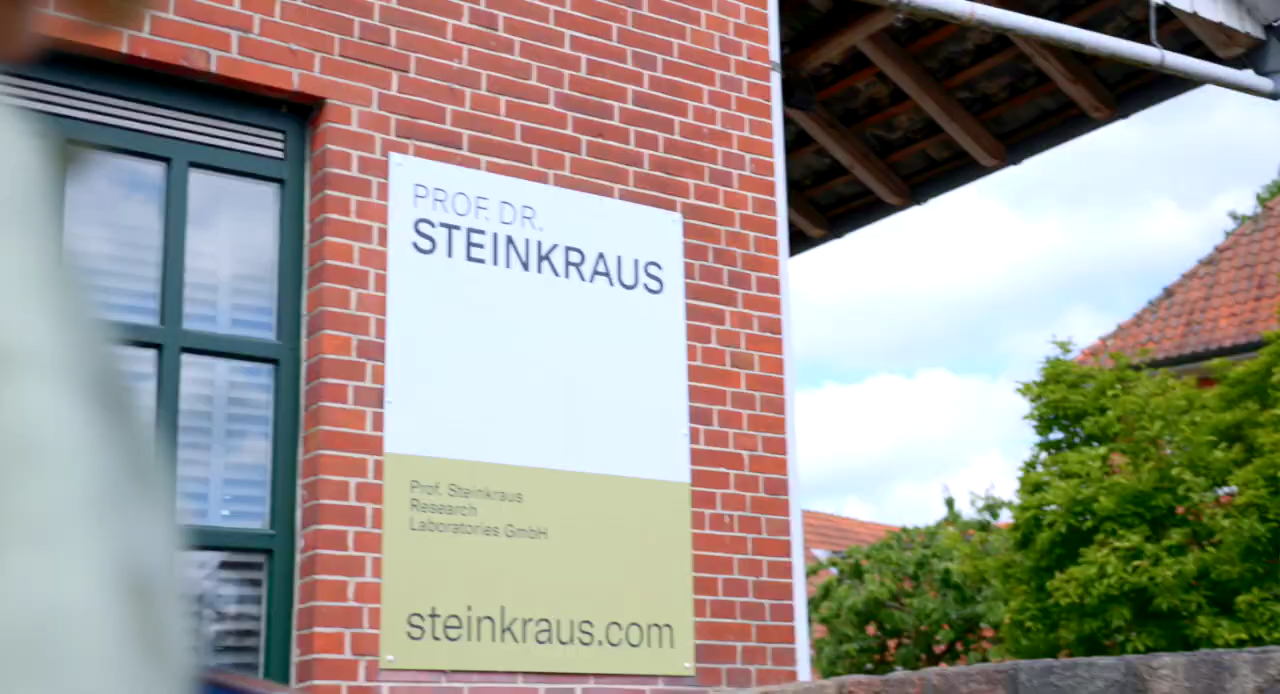 PROF. DR.
STEINKRAUS
Prof. Steinkraus
Research
Laboratories GmbH
steinkraus.com